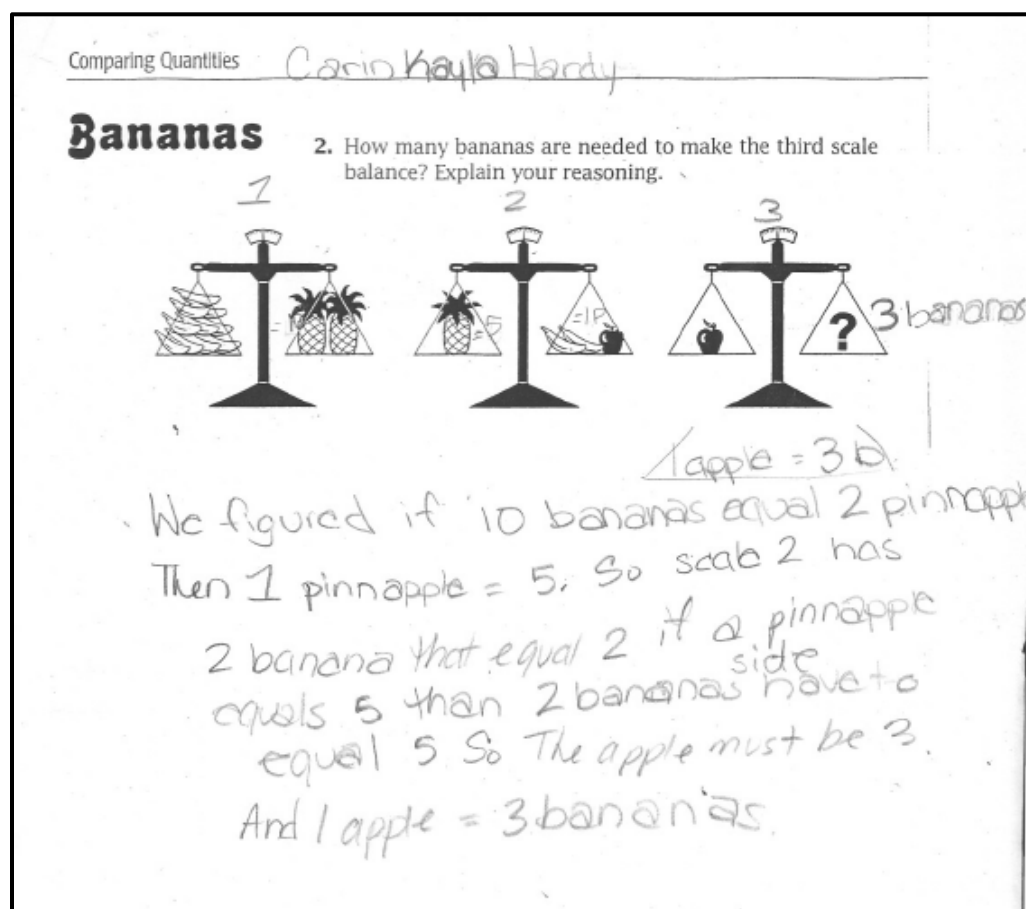 Comparing Quantities Carin Kayla Hardy
Bananas
2. How many bananas are needed to make the third scale
balance? Explain your reasoning.
1 2 3
= 5 = 1P ? 3 bananas
1 apple = 3 b
We figured if 10 bananas equal 2 pinnappl
Then 1 pinnapple = 5. So scale 2 has
2 banana that equal 2 if a pinnapple
side
equals 5 than 2 bananas have to
equal 5 So The apple must be 3.
And 1 apple = 3 bananas.